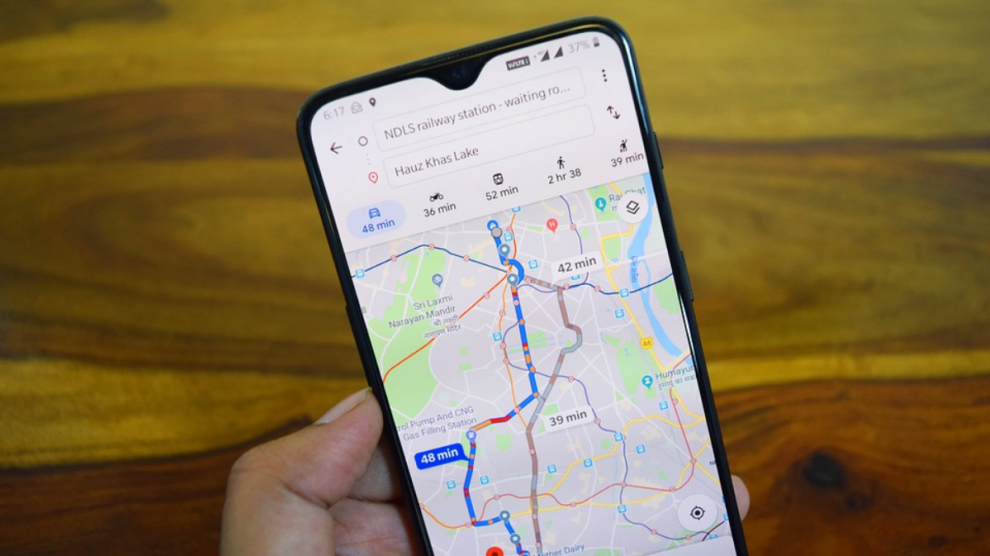 6:17
VoLTE
37%
NDLS railway station - waiting ro...
Hauz Khas Lake
48 min
36 min
52 min
2 hr 38
39 min
H
42 min
Sri Laxmi
Narayan Mandir
48 min
39 min
44
Humayun
rol Pump And CNG
Gas Filling Station
Mother Dairy